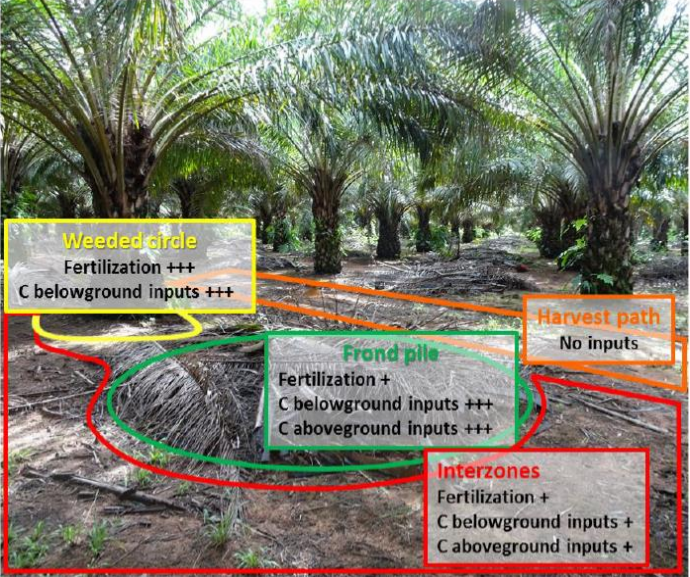 Weeded circle
Fertilization +++
C belowground inputs +++
Harvest path
No inputs
Frond pile
Fertilization +
C belowground inputs +++
C aboveground inputs +++
Interzones
Fertilization +
C belowground inputs +
C aboveground inputs +